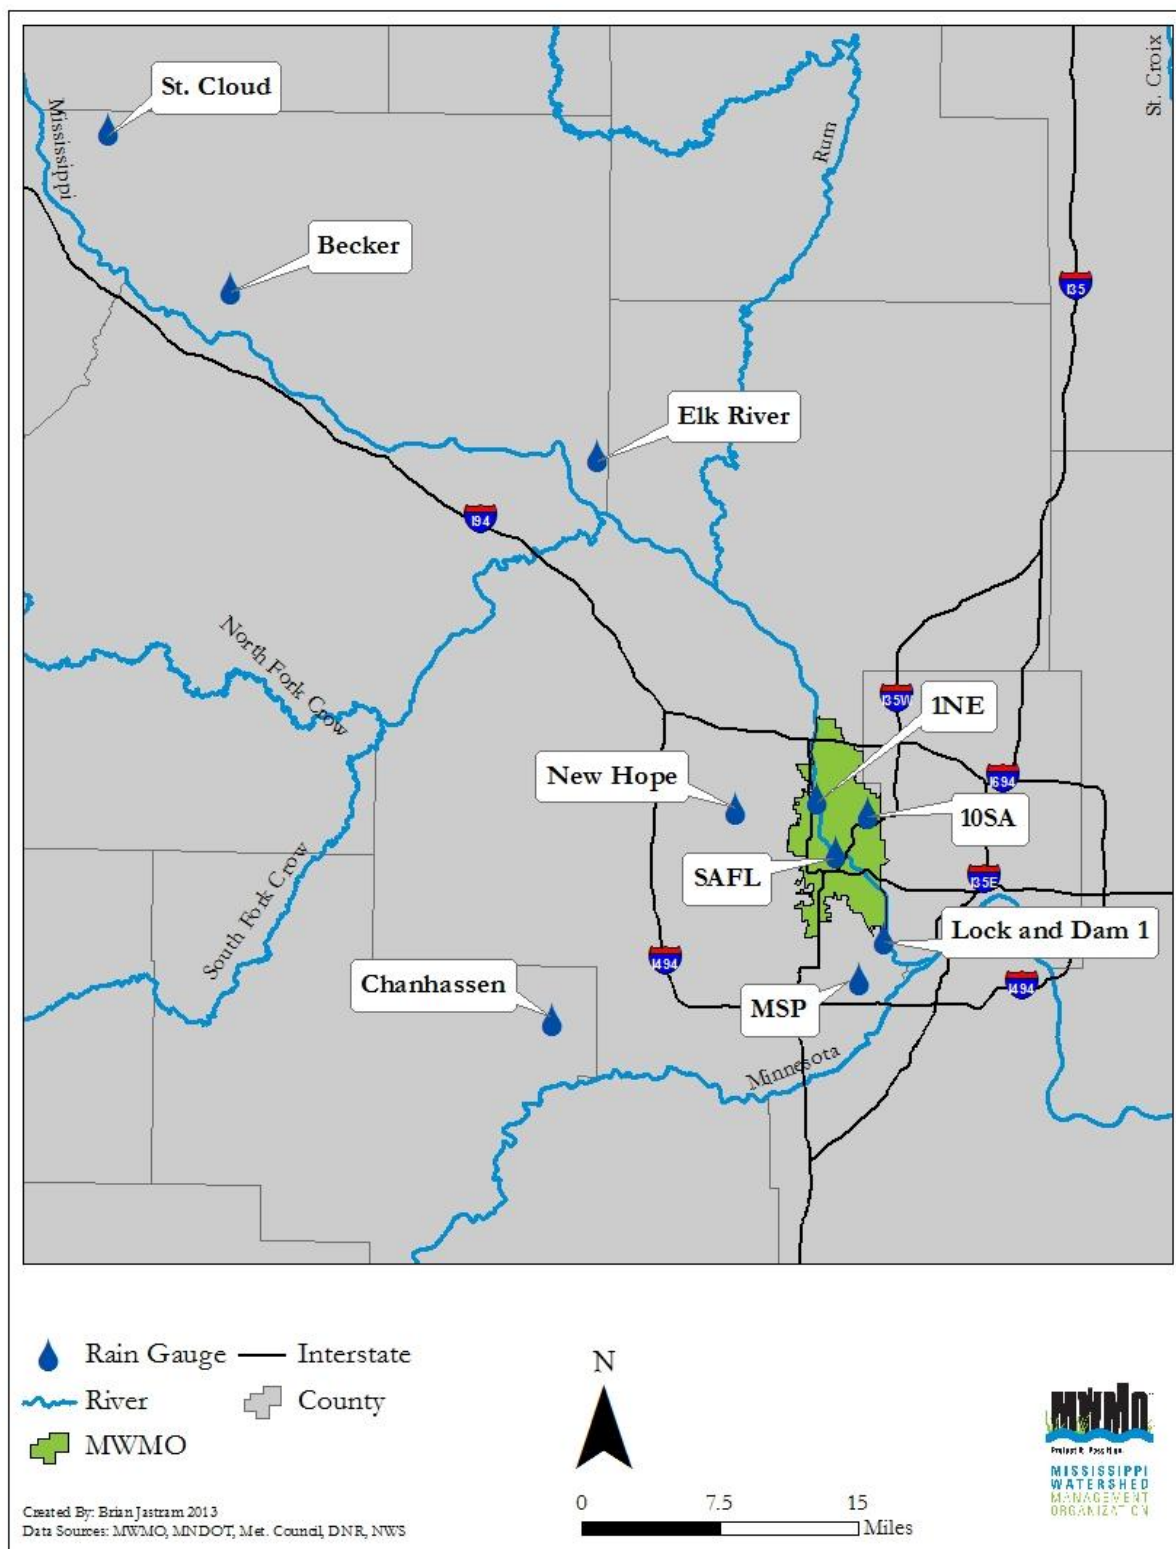 St. Cloud
Mississippi
Rum
St. Croix
Becker
I35
Elk River
I94
North Fork Crow
I35W
1NE
New Hope
I694
10SA
SAFL
I35E
South Fork Crow
Lock and Dam 1
I494
Chanhassen
MSP
I494
Minnesota
Rain Gauge
Interstate
River
County
MWMO
N
0 7.5 15
Miles
Created By: Brian Jastram 2013
Data Sources: MWMO, MNDOT, Met. Council, DNR, NWS
MWMO
MISSISSIPPI
WATERSHED
MANAGEMENT
ORGANIZATION